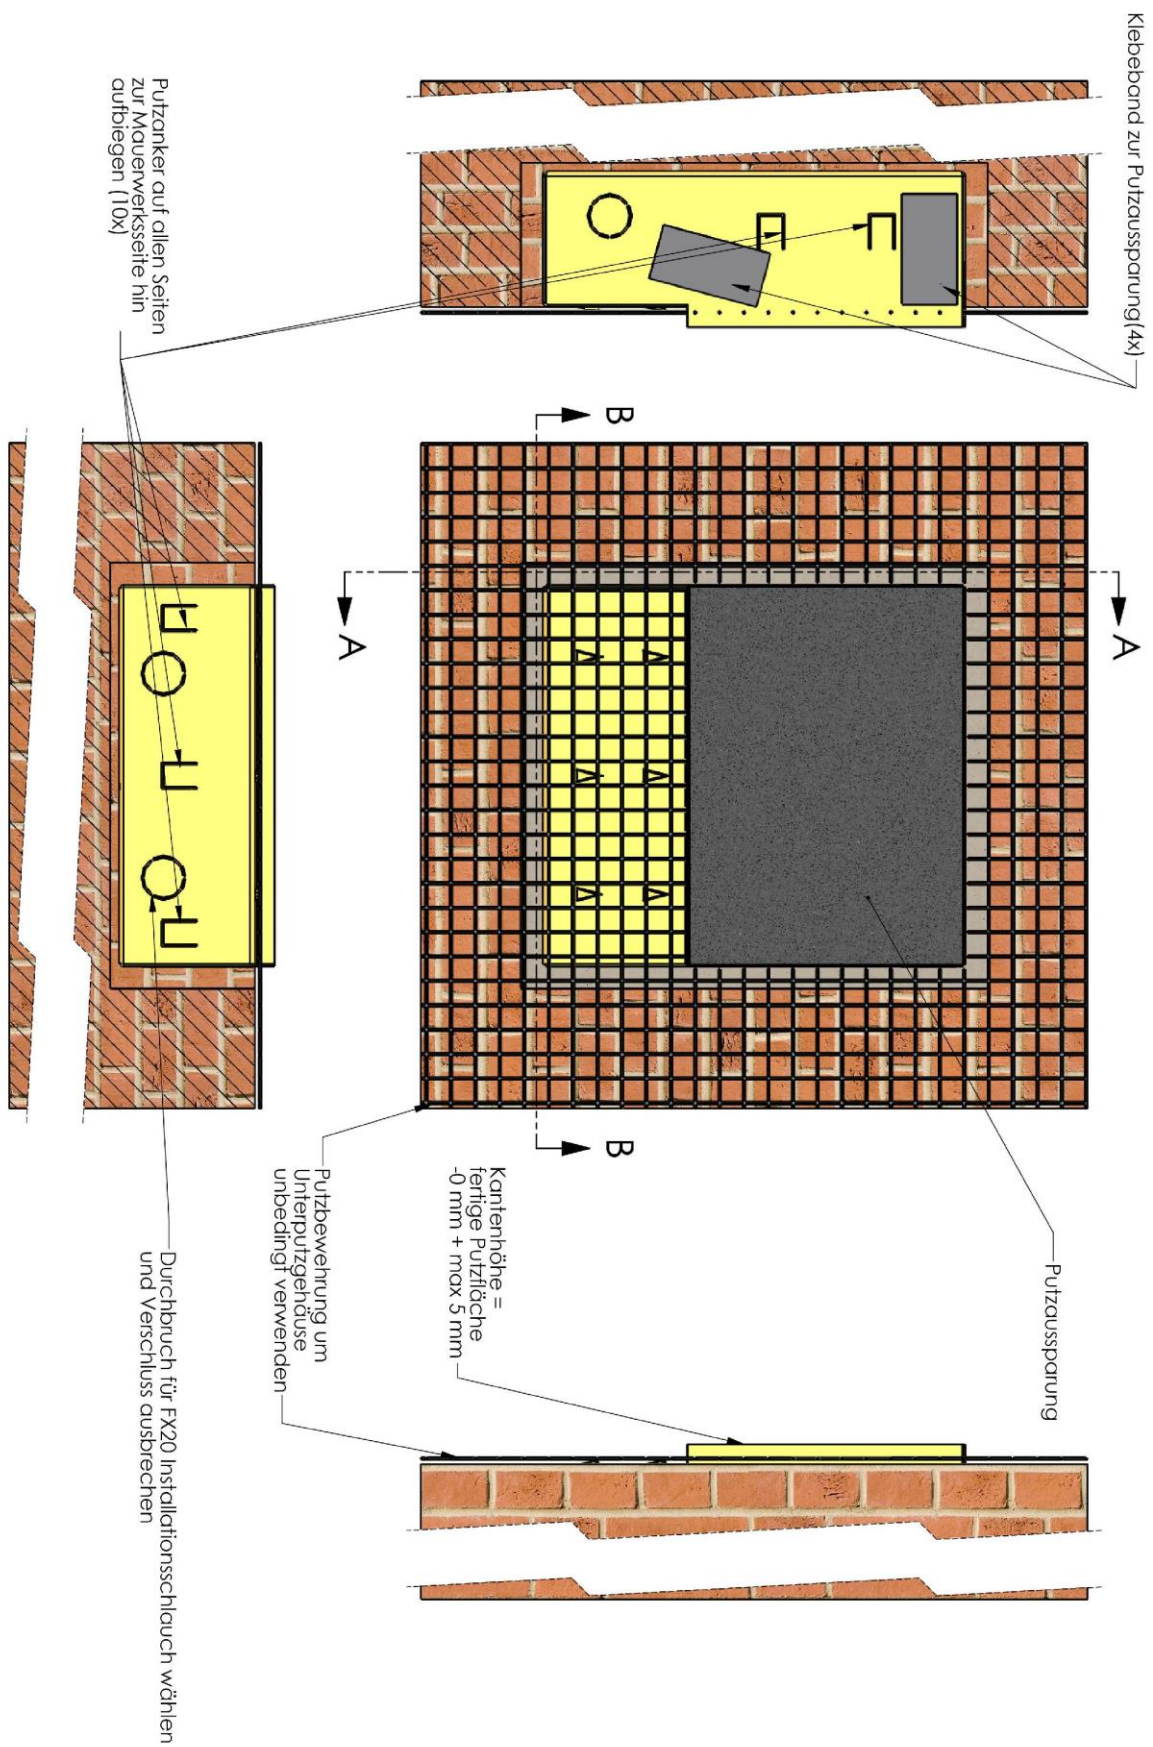 Klebeband zur Putzaussparung(4x)
Putzanker auf allen Seiten
zur Mauerwerksseite hin
aufbiegen (10x)
B
B
A
A
Putzaussparung
Kantenhöhe =
fertige Putzfläche
-0 mm + max 5 mm
Putzbewehrung um
Unterputzgehäuse
unbedingt verwenden
Durchbruch für FX20 Installationsschlauch wählen
und Verschluss ausbrechen